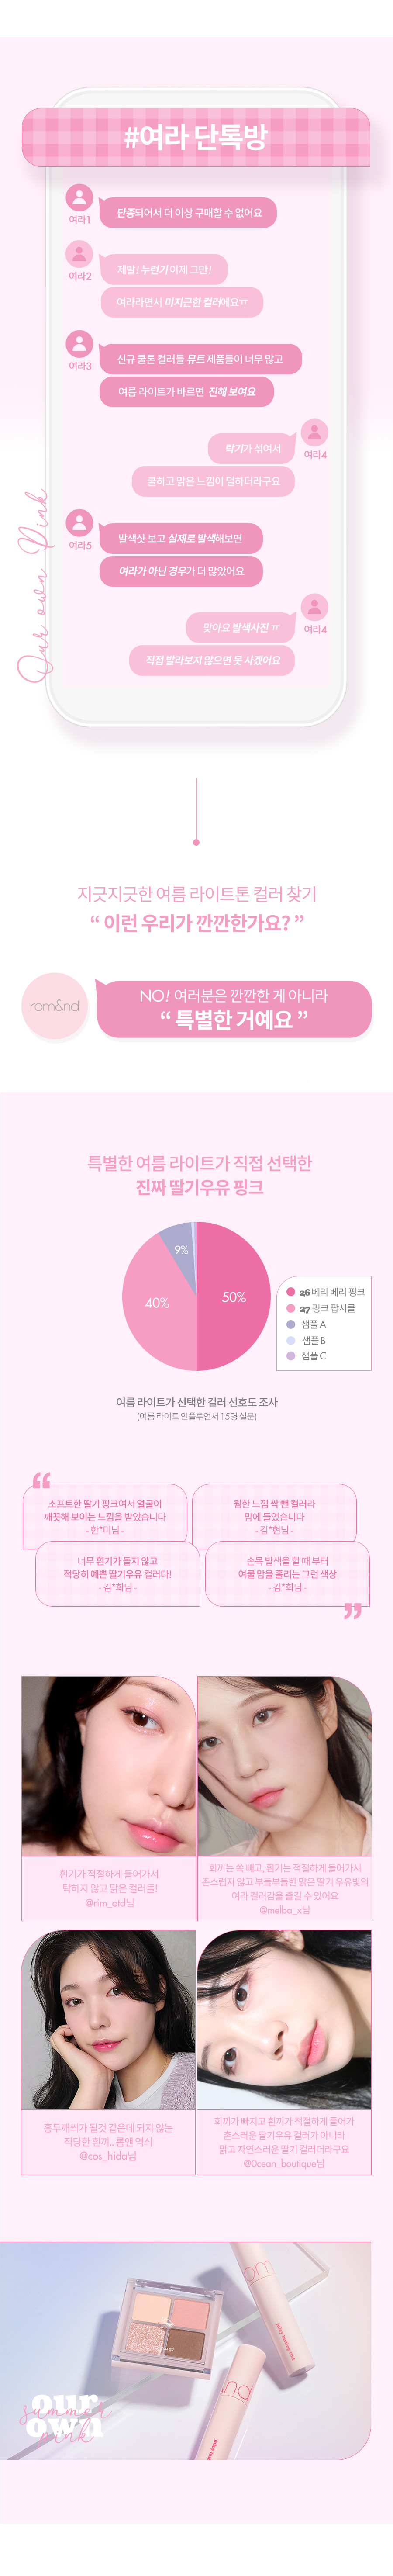 #여라 단톡방
여라1
단종되어서 더 이상 구매할 수 없어요
여라2
제발! 누런기 이제 그만!
여라라면서 미지근한 컬러에요ㅠ
여라3
신규 쿨톤 컬러들 뮤트 제품들이 너무 많고
여름 라이트가 바르면 진해 보여요
탁기가 섞여서
여라4
쿨하고 맑은 느낌이 덜하더라구요
여라5
발색샷 보고 실제로 발색해보면
여라가 아닌 경우가 더 많았어요
맞아요 발색사진 ㅠ
여라4
직접 발라보지 않으면 못 사겠어요
Our own Pink
지긋지긋한 여름 라이트톤 컬러 찾기
“ 이런 우리가 깐깐한가요? ”
rom&nd
NO! 여러분은 깐깐한 게 아니라
“ 특별한 거예요 ”
특별한 여름 라이트가 직접 선택한
진짜 딸기우유 핑크
9%
40%
50%
26 베리 베리 핑크
27 핑크 팝시클
샘플 A
샘플 B
샘플 C
여름 라이트가 선택한 컬러 선호도 조사
(여름 라이트 인플루언서 15명 설문)
소프트한 딸기 핑크여서 얼굴이
깨끗해 보이는 느낌을 받았습니다
- 한*미님 -
웜한 느낌 싹 뺀 컬러라
맘에 들었습니다
- 김*현님 -
너무 흰기가 돌지 않고
적당히 예쁜 딸기우유 컬러다!
- 김*희님 -
손목 발색을 할 때 부터
여쿨 맘을 홀리는 그런 색상
- 김*희님 -
흰기가 적절하게 들어가서
탁하지 않고 맑은 컬러들!
@rim_otd님
회끼는 쏙 빼고, 흰기는 적절하게 들어가서
촌스럽지 않고 부들부들한 맑은 딸기 우유빛의
여라 컬러감을 즐길 수 있어요
@melba_x님
홍두깨씨가 될것 같은데 되지 않는
적당한 흰끼.. 롬앤 역시
@cos_hida님
회끼가 빠지고 흰끼가 적절하게 들어가
촌스러운 딸기우유 컬러가 아니라
맑고 자연스러운 딸기 컬러더라구요
@0cean_boutique님
our
summer
own
pink